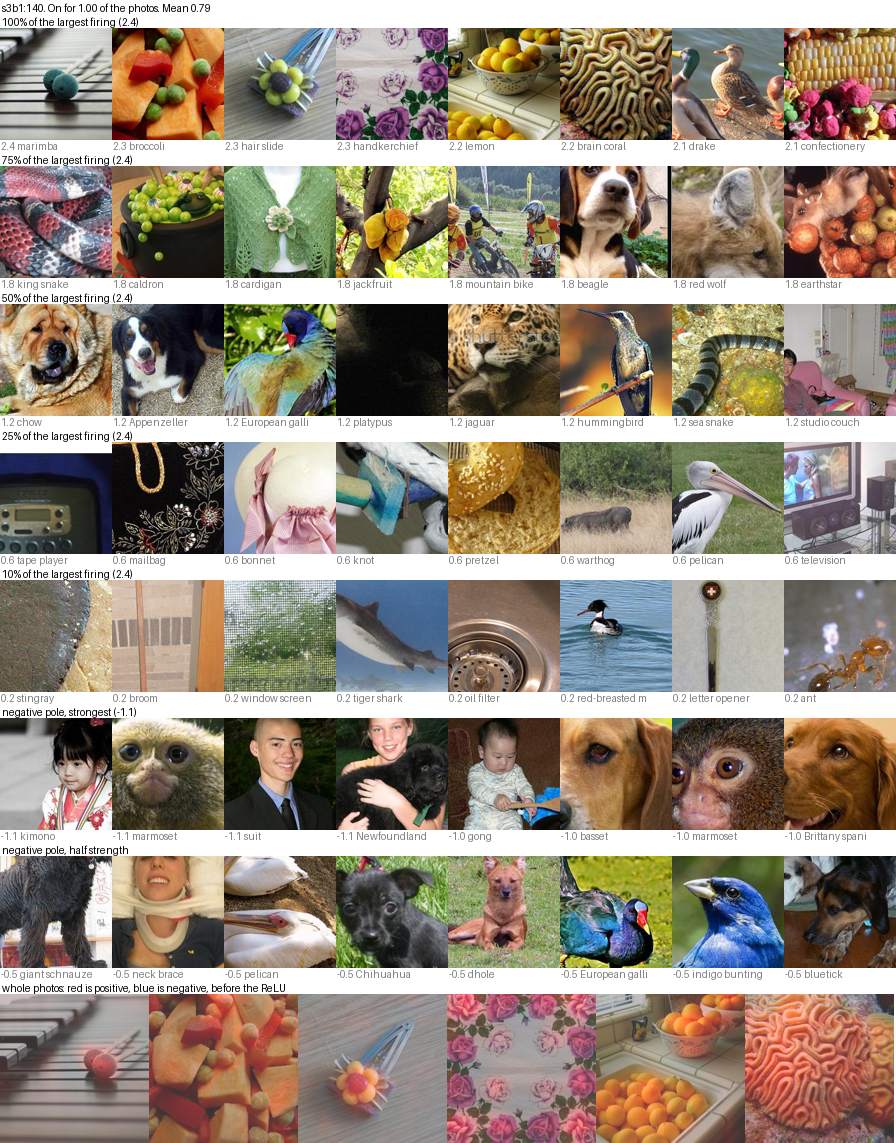 s3b1:140. On for 1.00 of the photos. Mean 0.79
100% of the largest firing (2.4)
2.4 marimba
2.3 broccoli
2.3 hair slide
2.3 handkerchief
2.2 lemon
2.2 brain coral
2.1 drake
2.1 confectionery
75% of the largest firing (2.4)
1.8 king snake
1.8 caldron
1.8 cardigan
1.8 jackfruit
1.8 mountain bike
1.8 beagle
1.8 red wolf
1.8 earthstar
50% of the largest firing (2.4)
1.2 chow
1.2 Appenzeller
1.2 European galli
1.2 platypus
1.2 jaguar
1.2 hummingbird
1.2 sea snake
1.2 studio couch
25% of the largest firing (2.4)
0.6 tape player
0.6 mailbag
0.6 bonnet
0.6 knot
0.6 pretzel
0.6 warthog
0.6 pelican
0.6 television
10% of the largest firing (2.4)
0.2 stingray
0.2 broom
0.2 window screen
0.2 tiger shark
0.2 oil filter
0.2 red-breasted m
0.2 letter opener
0.2 ant
negative pole, strongest (-1.1)
-1.1 kimono
-1.1 marmoset
-1.1 suit
-1.1 Newfoundland
-1.0 gong
-1.0 basset
-1.0 marmoset
-1.0 Brittany spani
negative pole, half strength
-0.5 giant schnauze
-0.5 neck brace
-0.5 pelican
-0.5 Chihuahua
-0.5 dhole
-0.5 European galli
-0.5 indigo bunting
-0.5 bluetick
whole photos: red is positive, blue is negative, before the ReLU